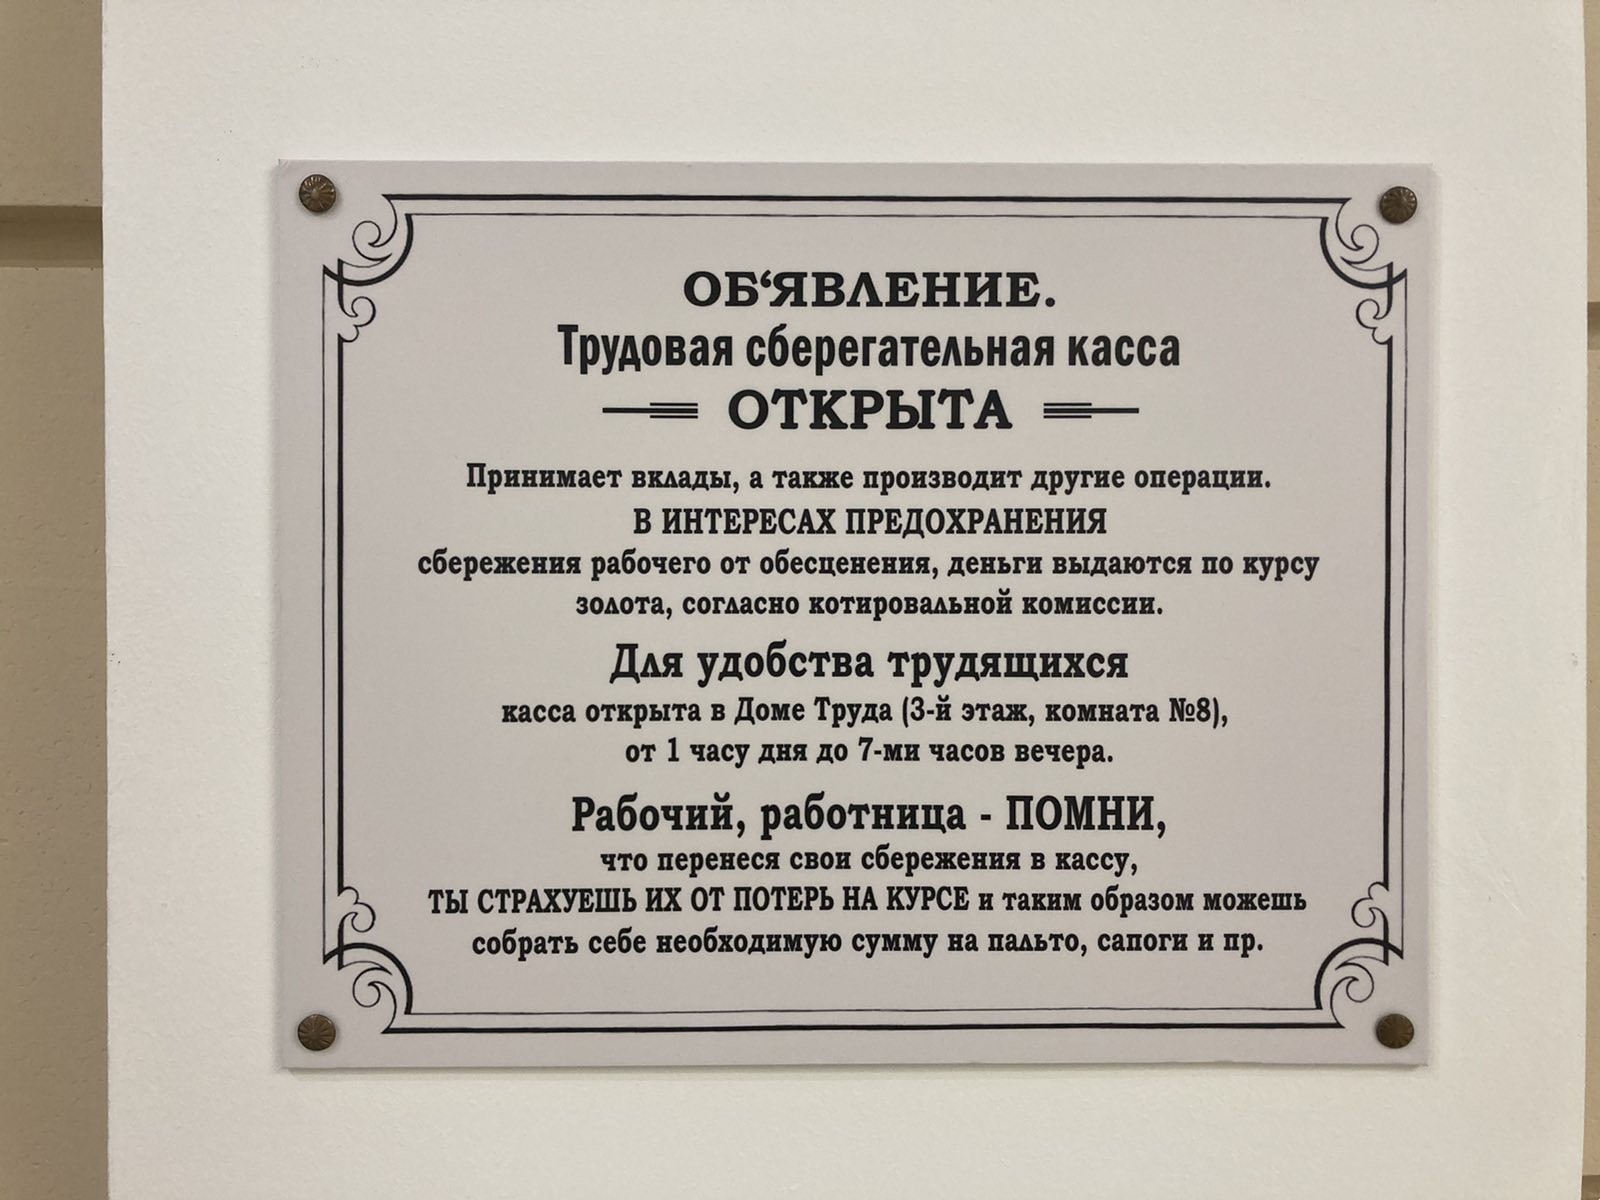 ОБ‘ЯВЛЕНИЕ.
Трудовая сберегательная касса
ОТКРЫТА
Принимает вклады, а также производит другие операции.
В ИНТЕРЕСАХ ПРЕДОХРАНЕНИЯ
сбережения рабочего от обесценения, деньги выдаются по курсу
золота, согласно котировальной комиссии.
Для удобства трудящихся
касса открыта в Доме Труда (3-й этаж, комната №8),
от 1 часу дня до 7-ми часов вечера.
Рабочий, работница - ПОМНИ,
что перенеся свои сбережения в кассу,
ТЫ СТРАХУЕШЬ ИХ ОТ ПОТЕРЬ НА КУРСЕ и таким образом можешь
собрать себе необходимую сумму на пальто, сапоги и пр.